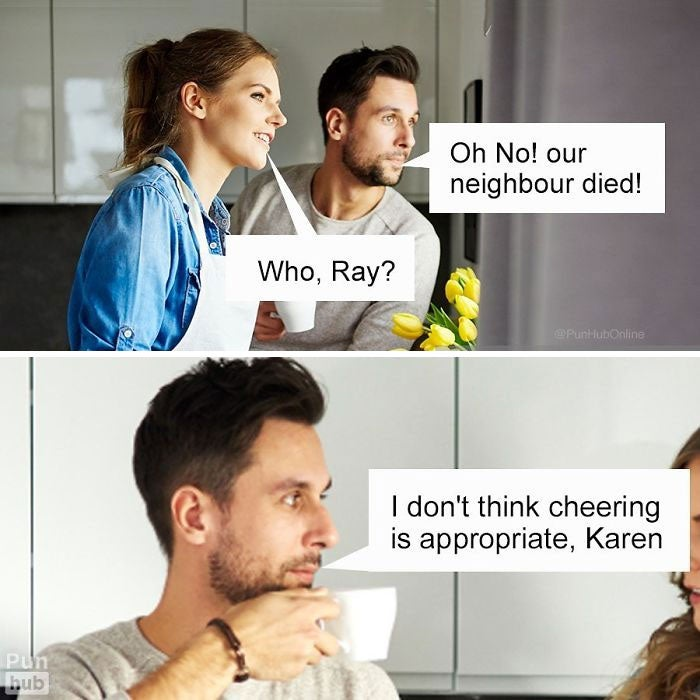 Oh No! our
neighbour died!
Who, Ray?
@PunHubOnline
I don't think cheering
is appropriate, Karen
Pun
hub